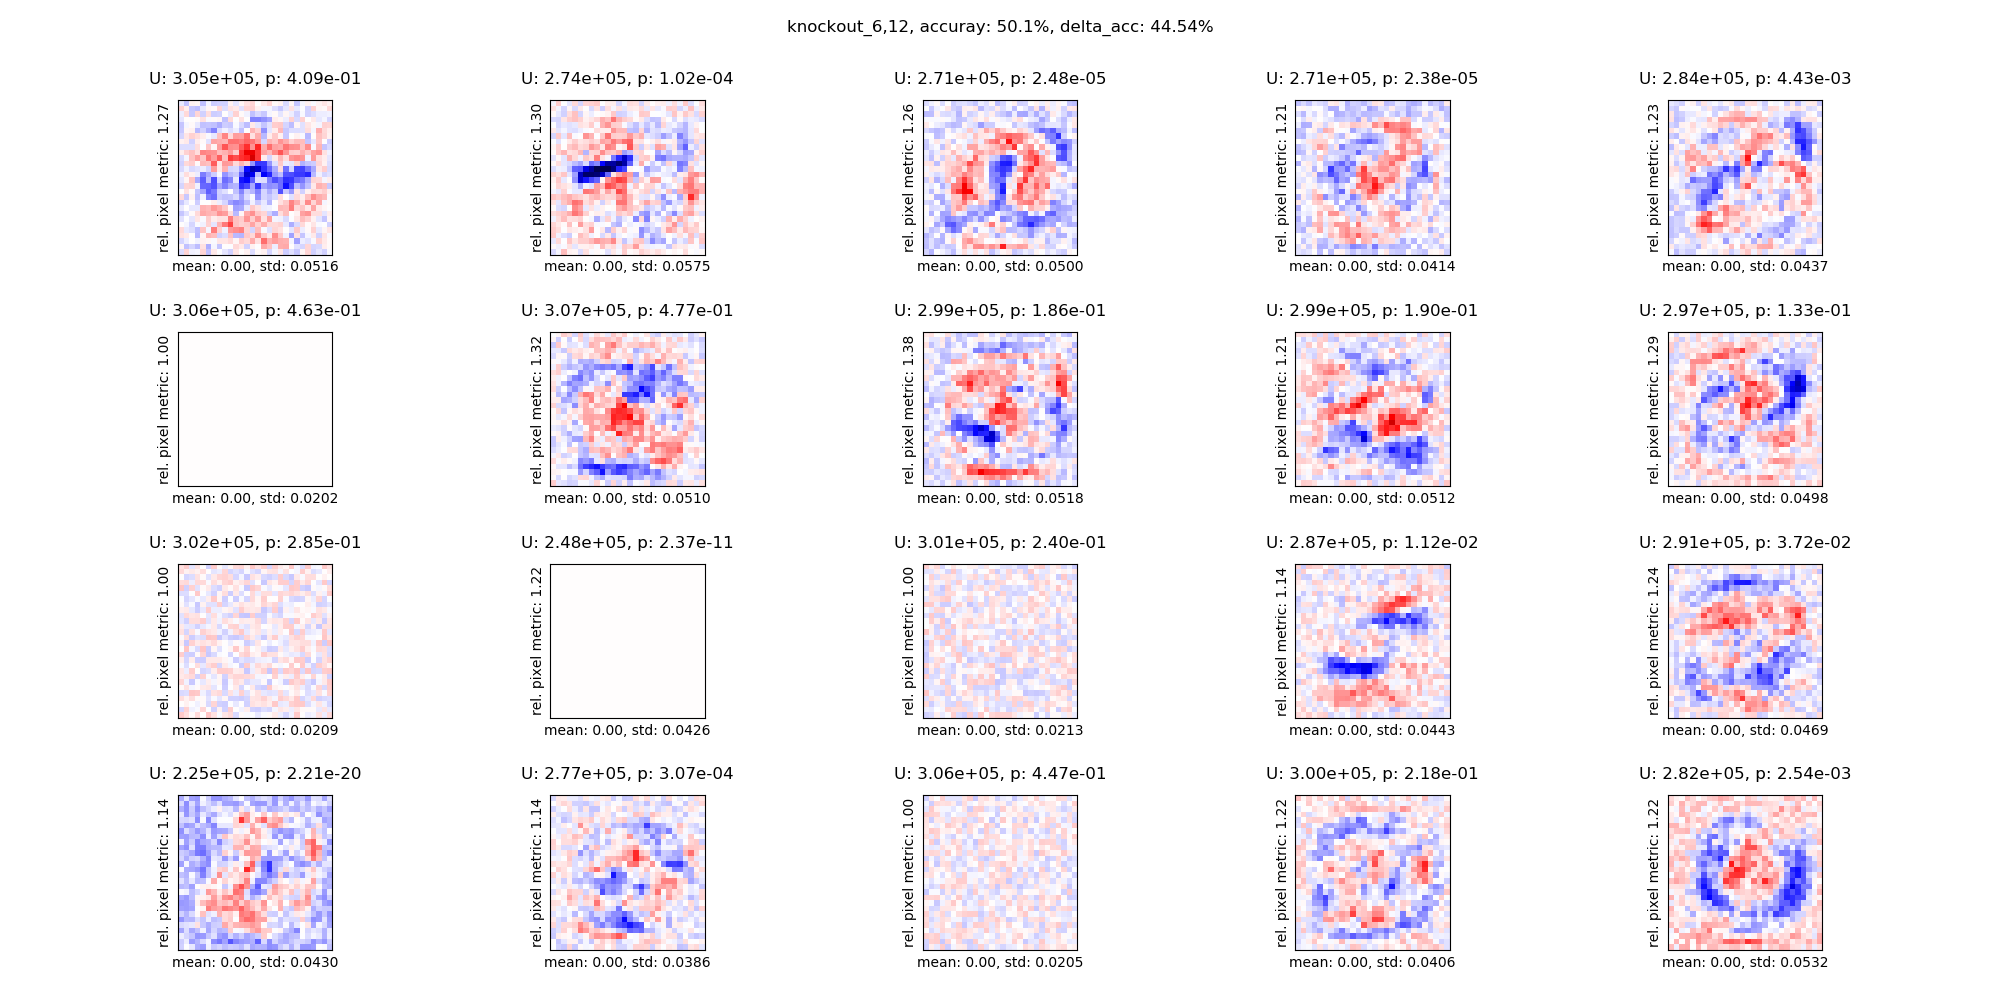 knockout_6,12, accuray: 50.1%, delta_acc: 44.54%
U: 3.05e+05, p: 4.09e-01
rel. pixel metric: 1.27
mean: 0.00, std: 0.0516
U: 2.74e+05, p: 1.02e-04
rel. pixel metric: 1.30
mean: 0.00, std: 0.0575
U: 2.71e+05, p: 2.48e-05
rel. pixel metric: 1.26
mean: 0.00, std: 0.0500
U: 2.71e+05, p: 2.38e-05
rel. pixel metric: 1.21
mean: 0.00, std: 0.0414
U: 2.84e+05, p: 4.43e-03
rel. pixel metric: 1.23
mean: 0.00, std: 0.0437
U: 3.06e+05, p: 4.63e-01
rel. pixel metric: 1.00
mean: 0.00, std: 0.0202
U: 3.07e+05, p: 4.77e-01
rel. pixel metric: 1.32
mean: 0.00, std: 0.0510
U: 2.99e+05, p: 1.86e-01
rel. pixel metric: 1.38
mean: 0.00, std: 0.0518
U: 2.99e+05, p: 1.90e-01
rel. pixel metric: 1.21
mean: 0.00, std: 0.0512
U: 2.97e+05, p: 1.33e-01
rel. pixel metric: 1.29
mean: 0.00, std: 0.0498
U: 3.02e+05, p: 2.85e-01
rel. pixel metric: 1.00
mean: 0.00, std: 0.0209
U: 2.48e+05, p: 2.37e-11
rel. pixel metric: 1.22
mean: 0.00, std: 0.0426
U: 3.01e+05, p: 2.40e-01
rel. pixel metric: 1.00
mean: 0.00, std: 0.0213
U: 2.87e+05, p: 1.12e-02
rel. pixel metric: 1.14
mean: 0.00, std: 0.0443
U: 2.91e+05, p: 3.72e-02
rel. pixel metric: 1.24
mean: 0.00, std: 0.0469
U: 2.25e+05, p: 2.21e-20
rel. pixel metric: 1.14
mean: 0.00, std: 0.0430
U: 2.77e+05, p: 3.07e-04
rel. pixel metric: 1.14
mean: 0.00, std: 0.0386
U: 3.06e+05, p: 4.47e-01
rel. pixel metric: 1.00
mean: 0.00, std: 0.0205
U: 3.00e+05, p: 2.18e-01
rel. pixel metric: 1.22
mean: 0.00, std: 0.0406
U: 2.82e+05, p: 2.54e-03
rel. pixel metric: 1.22
mean: 0.00, std: 0.0532